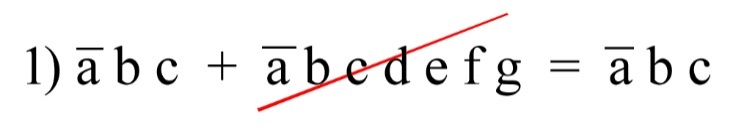 1) a̅ b c + a̅ b c d e f g = a̅ b c